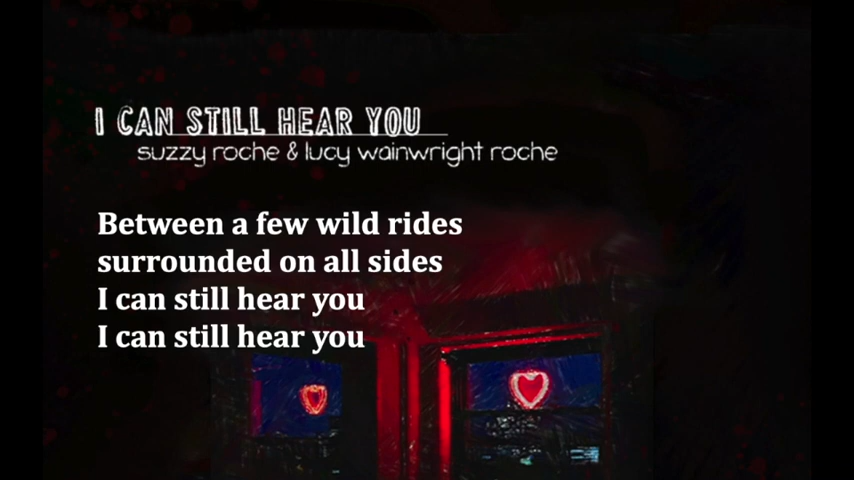 I CAN STILL HEAR YOU
suzzy roche & lucy wainwright roche
Between a few wild rides
surrounded on all sides
I can still hear you
I can still hear you